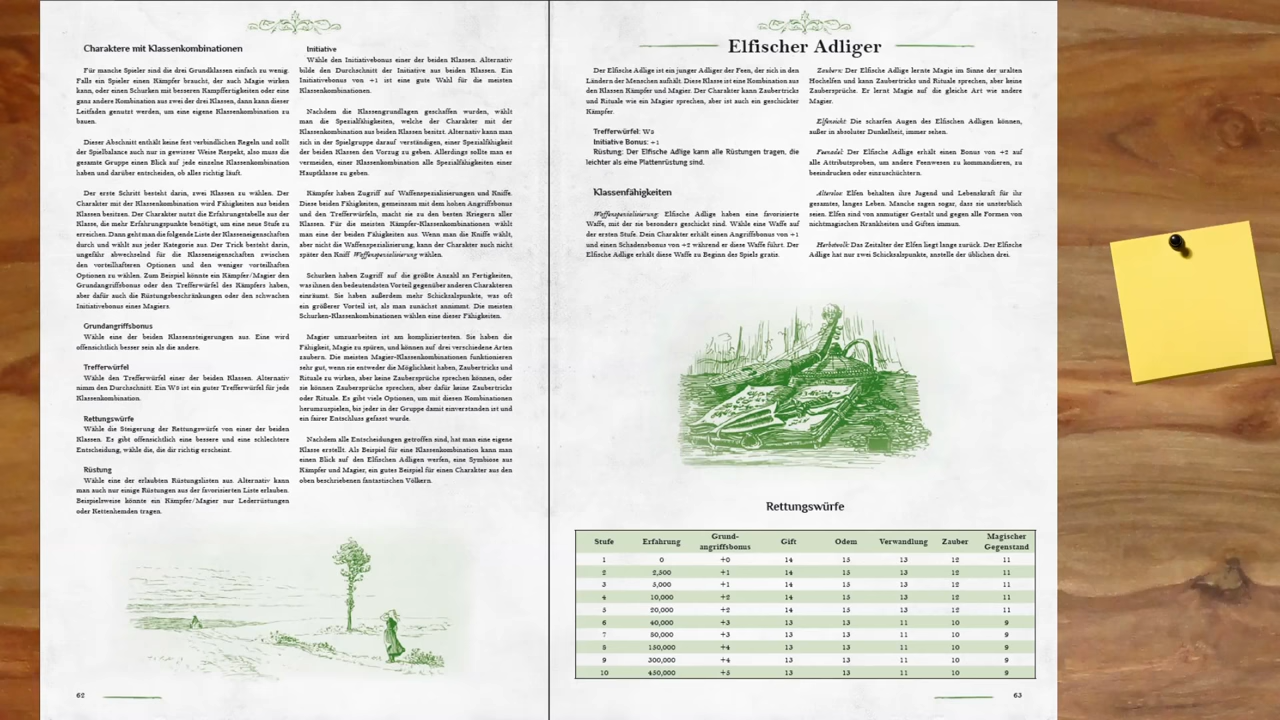 Charaktere mit Klassenkombinationen
Für manche Spieler sind die drei Grundklassen einfach zu wenig.
Falls ein Spieler einen Kämpfer braucht, der auch Magie wirken
kann, oder einen Schurken mit besseren Kampffertigkeiten oder eine
ganz andere Kombination aus zwei der drei Klassen, dann kann dieser
Leitfaden genutzt werden, um eine eigene Klassenkombination zu
bauen.
Dieser Abschnitt enthält keine fest verbindlichen Regeln und zollt
der Spielbalance auch nur in gewisser Weise Respekt, also muss die
gesamte Gruppe einen Blick auf jede einzelne Klassenkombination
haben und darüber entscheiden, ob alles richtig läuft.
Der erste Schritt besteht darin, zwei Klassen zu wählen. Der
Charakter mit der Klassenkombination wird Fähigkeiten aus beiden
Klassen besitzen. Der Charakter nutzt die Erfahrungstabelle aus der
Klasse, die mehr Erfahrungspunkte benötigt, um eine neue Stufe zu
erreichen. Dann geht man die folgende Liste der Klasseneigenschaften
durch und wählt aus jeder Kategorie aus. Der Trick besteht darin,
ungefähr abwechselnd für die Klasseneigenschaften zwischen
den vorteilhafteren Optionen und den weniger vorteilhaften
Optionen zu wählen. Zum Beispiel könnte ein Kämpfer/Magier den
Grundangriffsbonus oder den Trefferwürfel des Kämpfers haben,
aber dafür auch die Rüstungsbeschränkungen oder den schwachen
Initiativebonus eines Magiers.
Grundangriffsbonus
Wähle eine der beiden Klassensteigerungen aus. Eine wird
offensichtlich besser sein als die andere.
Trefferwürfel
Wähle den Trefferwürfel einer der beiden Klassen. Alternativ
nimm den Durchschnitt. Ein W8 ist ein guter Trefferwürfel für jede
Klassenkombination.
Rettungswürfe
Wähle die Steigerung der Rettungswürfe von einer der beiden
Klassen. Es gibt offensichtlich eine bessere und eine schlechtere
Entscheidung, wähle die, die dir richtig erscheint.
Rüstung
Wähle eine der erlaubten Rüstungslisten aus. Alternativ kann
man auch nur einige Rüstungen aus der favorisierten Liste erlauben.
Beispielsweise könnte ein Kämpfer/Magier nur Lederrüstungen
oder Kettenhemden tragen.
62
Initiative
Wähle den Initiativebonus einer der beiden Klassen. Alternativ
bilde den Durchschnitt der Initiative aus beiden Klassen. Ein
Initiativebonus von +1 ist eine gute Wahl für die meisten
Klassenkombinationen.
Nachdem die Klassengrundlagen geschaffen wurden, wählt
man die Spezialfähigkeiten, welche der Charakter mit der
Klassenkombination aus beiden Klassen besitzt. Alternativ kann man
sich in der Spielgruppe darauf verständigen, einer Spezialfähigkeit
der beiden Klassen den Vorzug zu geben. Allerdings sollte man es
vermeiden, einer Klassenkombination alle Spezialfähigkeiten einer
Hauptklasse zu geben.
Kämpfer haben Zugriff auf Waffenspezialisierungen und Kniffe.
Diese beiden Fähigkeiten, gemeinsam mit dem hohen Angriffsbonus
und den Trefferwürfeln, macht sie zu den besten Kriegern aller
Klassen. Für die meisten Kämpfer-Klassenkombinationen wählt
man eine der beiden Fähigkeiten aus. Wenn man die Kniffe wählt,
aber nicht die Waffenspezialisierung, kann der Charakter auch nicht
später den Kniff Waffenspezialisierung wählen.
Schurken haben Zugriff auf die größte Anzahl an Fertigkeiten,
was ihnen den bedeutendsten Vorteil gegenüber anderen Charakteren
einräumt. Sie haben außerdem mehr Schicksalspunkte, was oft
ein größerer Vorteil ist, als man zunächst annimmt. Die meisten
Schurken-Klassenkombinationen wählen eine dieser Fähigkeiten.
Magier umzuarbeiten ist am kompliziertesten. Sie haben die
Fähigkeit, Magie zu spüren, und können auf drei verschiedene Arten
zaubern. Die meisten Magier-Klassenkombinationen funktionieren
sehr gut, wenn sie entweder die Möglichkeit haben, Zaubertricks und
Rituale zu wirken, aber keine Zaubersprüche sprechen können, oder
sie können Zaubersprüche sprechen, aber dafür keine Zaubertricks
oder Rituale. Es gibt viele Optionen, um mit diesen Kombinationen
herumzuspielen, bis jeder in der Gruppe damit einverstanden ist und
ein fairer Entschluss gefasst wurde.
Nachdem alle Entscheidungen getroffen sind, hat man eine eigene
Klasse erstellt. Als Beispiel für eine Klassenkombination kann man
einen Blick auf den Elfischen Adligen werfen, eine Symbiose aus
Kämpfer und Magier, ein gutes Beispiel für einen Charakter aus den
oben beschriebenen fantastischen Völkern.
Elfischer Adliger
Der Elfische Adlige ist ein junger Adliger der Feen, der sich in den
Ländern der Menschen aufhält. Diese Klasse ist eine Kombination aus
den Klassen Kämpfer und Magier. Der Charakter kann Zaubertricks
und Rituale wie ein Magier sprechen, aber ist auch ein geschickter
Kämpfer.
Trefferwürfel: W8
Initiative Bonus: +1
Rüstung: Der Elfische Adlige kann alle Rüstungen tragen, die
leichter als eine Plattenrüstung sind.
Klassenfähigkeiten
Waffenspezialisierung: Elfische Adlige haben eine favorisierte
Waffe, mit der sie besonders geschickt sind. Wähle eine Waffe auf
der ersten Stufe. Dein Charakter erhält einen Angriffsbonus von +1
und einen Schadensbonus von +2 während er diese Waffe führt. Der
Elfische Adlige erhält diese Waffe zu Beginn des Spiels gratis.
Zaubern: Der Elfische Adlige lernte Magie im Sinne der uralten
Hochelfen und kann Zaubertricks und Rituale sprechen, aber keine
Zaubersprüche. Er lernt Magie auf die gleiche Art wie andere
Magier.
Elfensicht: Die scharfen Augen des Elfischen Adligen können,
außer in absoluter Dunkelheit, immer sehen.
Feenadel: Der Elfische Adlige erhält einen Bonus von +2 auf
alle Attributsproben, um andere Feenwesen zu kommandieren, zu
beeindrucken oder einzuschüchtern.
Alterslos: Elfen behalten ihre Jugend und Lebenskraft für ihr
gesamtes, langes Leben. Manche sagen sogar, dass sie unsterblich
seien. Elfen sind von anmutiger Gestalt und gegen alle Formen von
nichtmagischen Krankheiten und Giften immun.
Herbstvolk: Das Zeitalter der Elfen liegt lange zurück. Der Elfische
Adlige hat nur zwei Schicksalspunkte, anstelle der üblichen drei.
Rettungswürfe
Stufe Erfahrung Grund-angriffsbonus Gift Odem Verwandlung Zauber Magischer Gegenstand
1 0 +0 14 15 13 12 11
2 2,500 +1 14 15 13 12 11
3 5,000 +1 14 15 13 12 11
4 10,000 +2 14 15 13 12 11
5 20,000 +2 14 15 13 12 11
6 40,000 +3 13 13 11 10 9
7 80,000 +3 13 13 11 10 9
8 150,000 +4 13 13 11 10 9
9 300,000 +4 13 13 11 10 9
10 450,000 +5 13 13 11 10 9
63